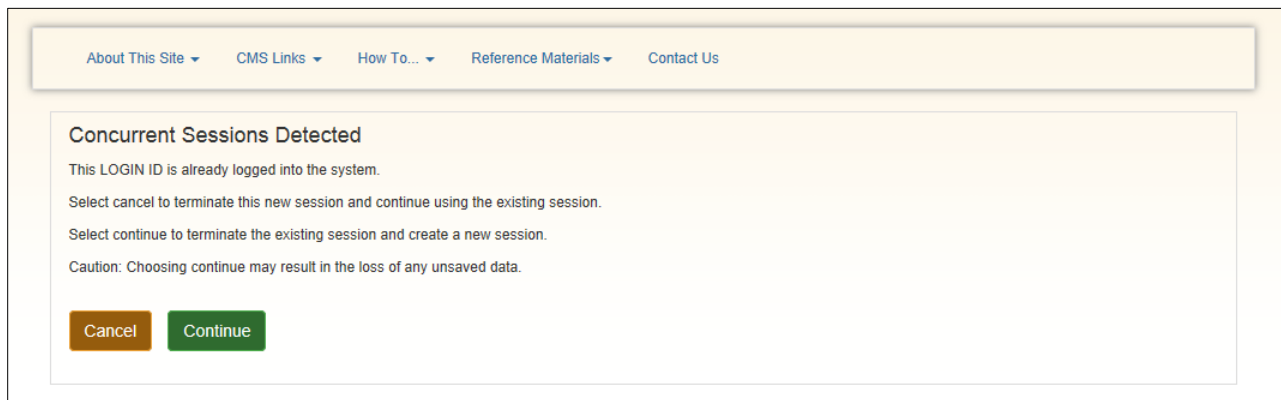 About This Site CMS Links How To... Reference Materials Contact Us
Concurrent Sessions Detected
This LOGIN ID is already logged into the system.
Select cancel to terminate this new session and continue using the existing session.
Select continue to terminate the existing session and create a new session.
Caution: Choosing continue may result in the loss of any unsaved data.
Cancel Continue